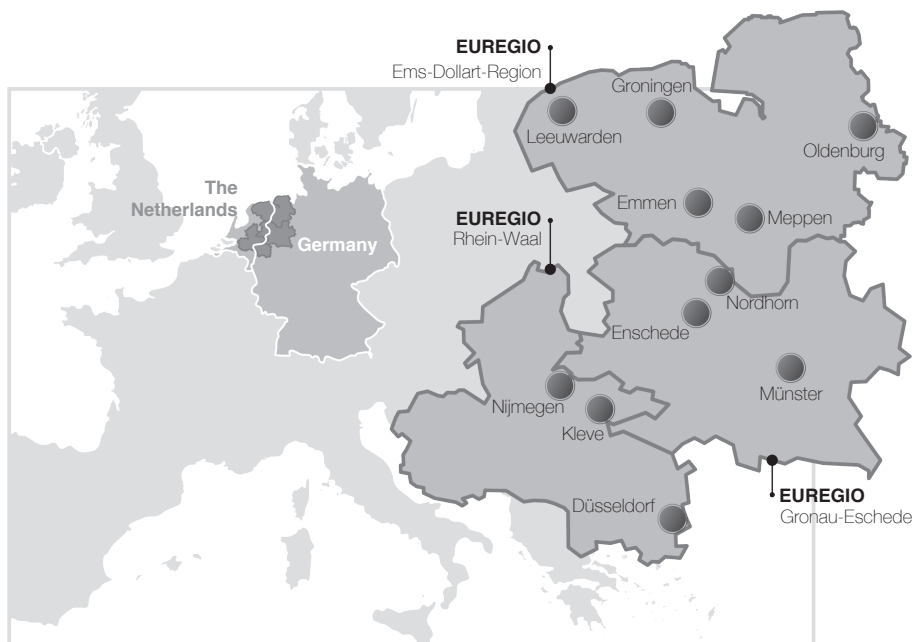 EUREGIO
Ems-Dollart-Region
Groningen
Leeuwarden
Oldenburg
The
Netherlands
Germany
Emmen
Meppen
EUREGIO
Rhein-Waal
Nordhorn
Enschede
Münster
Nijmegen
Kleve
Düsseldorf
EUREGIO
Gronau-Eschede